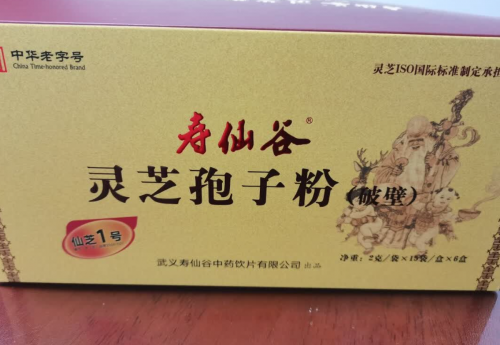 中华老字号
China Time-honored Brand
灵芝ISO国际标准制定承担
寿仙谷®
灵芝孢子粉（破壁）
仙芝1号
武义寿仙谷中药饮片有限公司 出品
净重：2克/袋×15袋/盒×6盒